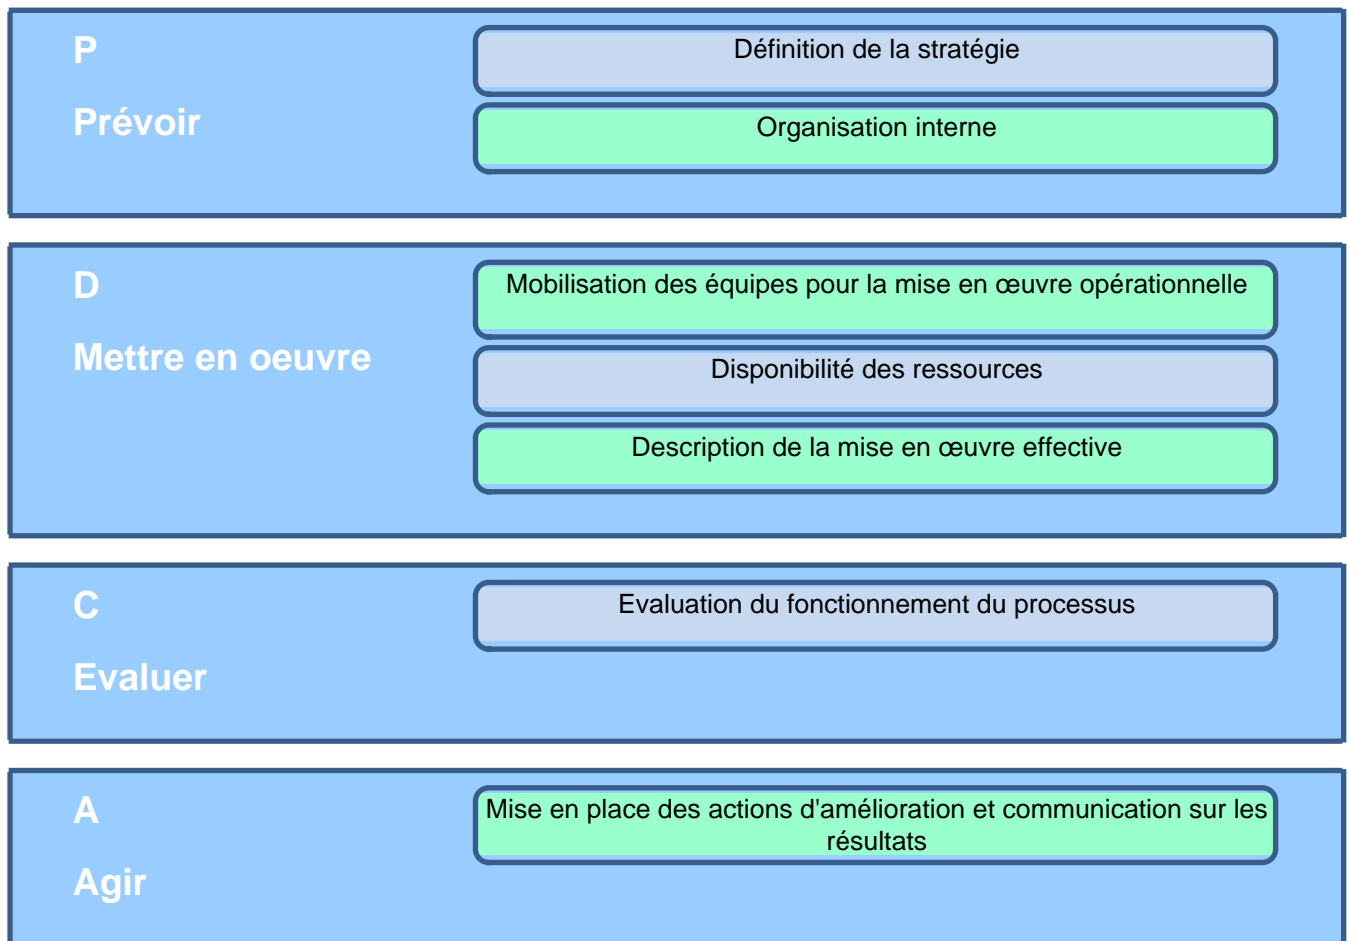 P
Définition de la stratégie
Prévoir
Organisation interne
D
Mobilisation des équipes pour la mise en œuvre opérationnelle
Mettre en oeuvre
Disponibilité des ressources
Description de la mise en œuvre effective
C
Evaluation du fonctionnement du processus
Evaluer
A
Mise en place des actions d'amélioration et communication sur les
résultats
Agir